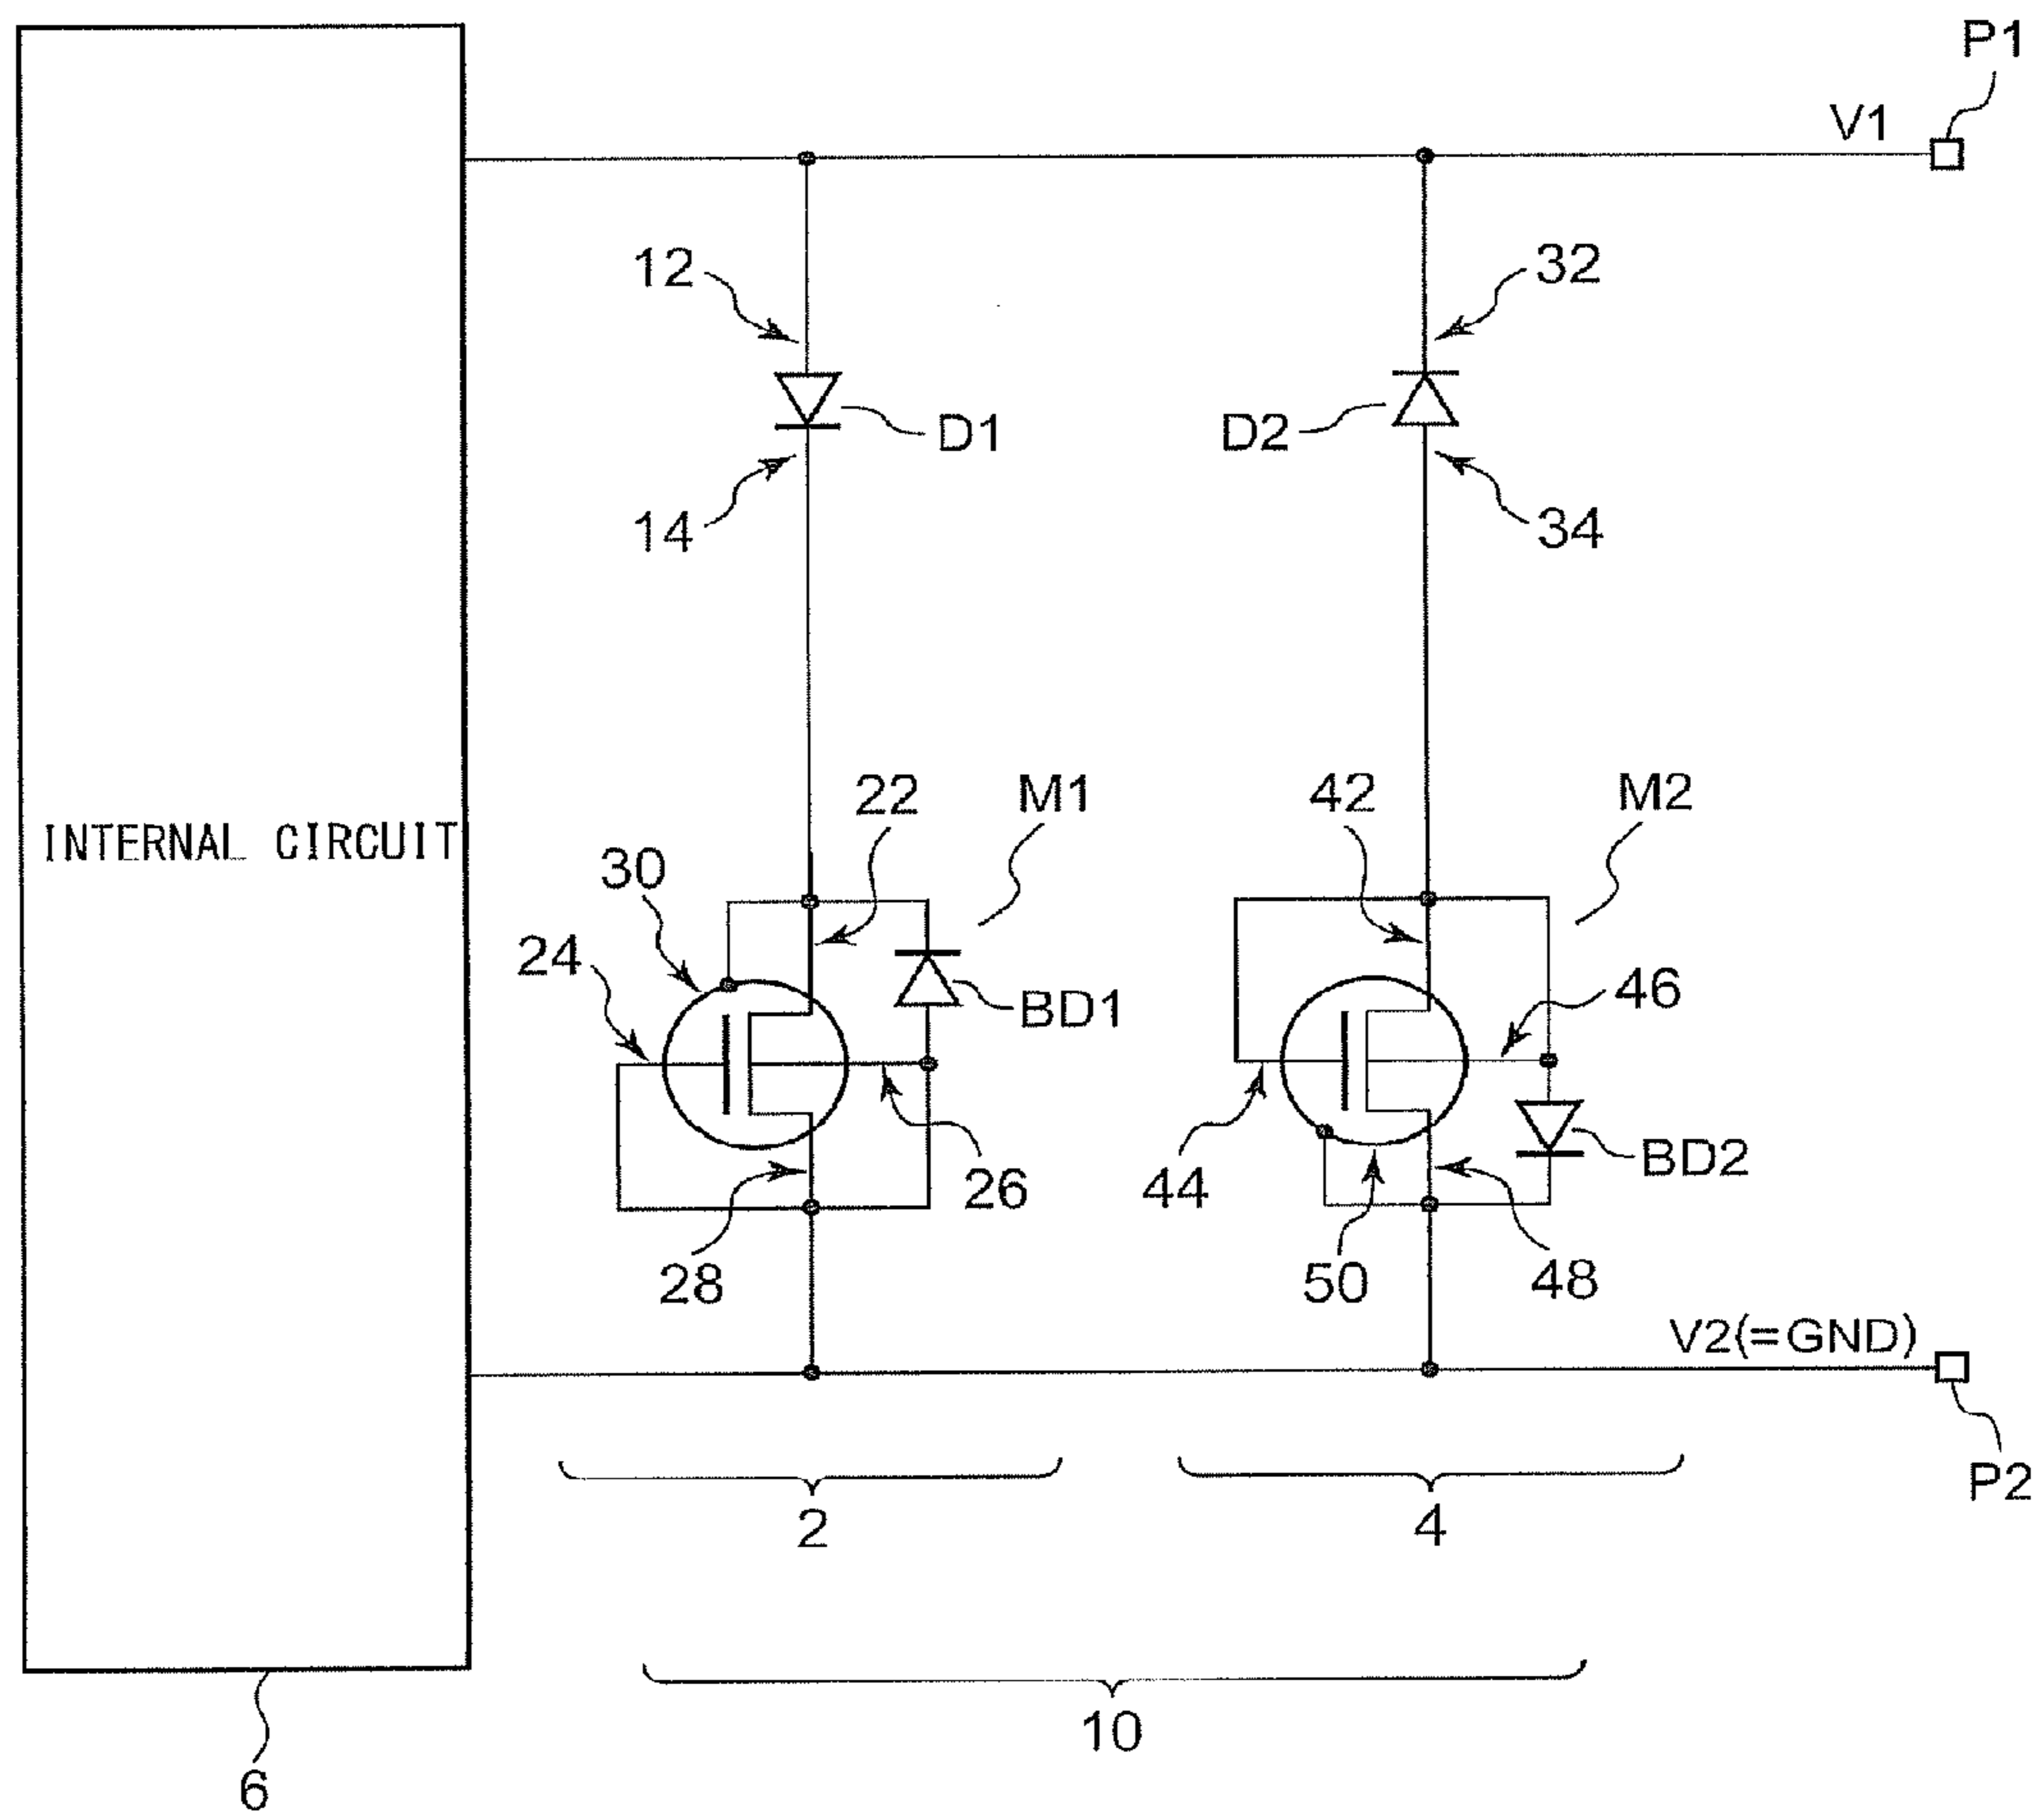 P1
V1
12
32
D1
D2
14
34
22
M1
42
M2
30
24
BD1
46
INTERNAL CIRCUIT
26
44
BD2
28
50
48
V2(=GND)
P2
2
4
10
6